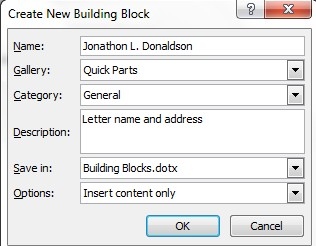 Create New Building Block
?
Name: Jonathon L. Donaldson
Gallery: Quick Parts
Category: General
Description: Letter name and address
Save in: Building Blocks.dotx
Options: Insert content only
OK Cancel